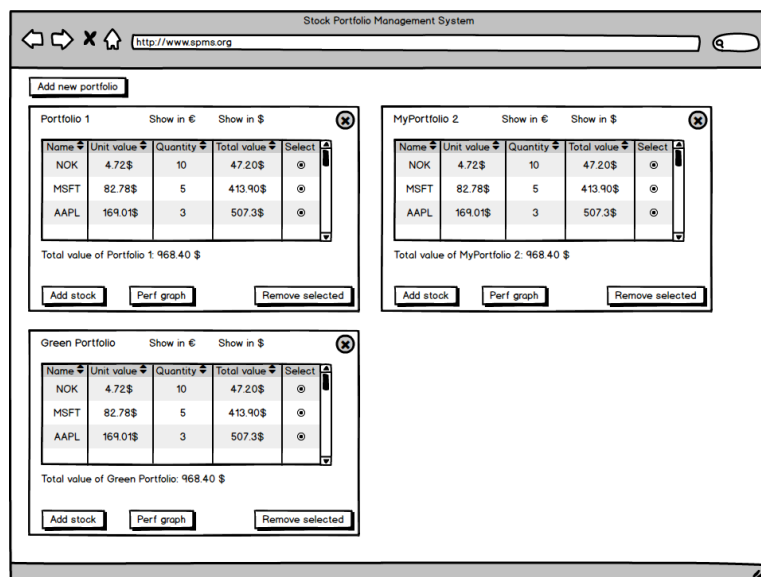 Stock Portfolio Management System
http://www.spms.org
Add new portfolio
Portfolio 1 Show in € Show in $
Name Unit value Quantity Total value Select
NOK 4.72$ 10 47.20$
MSFT 82.78$ 5 413.90$
AAPL 169.01$ 3 507.3$
Total value of Portfolio 1: 968.40 $
Add stock Perf graph Remove selected
MyPortfolio 2 Show in € Show in $
Name Unit value Quantity Total value Select
NOK 4.72$ 10 47.20$
MSFT 82.78$ 5 413.90$
AAPL 169.01$ 3 507.3$
Total value of MyPortfolio 2: 968.40 $
Add stock Perf graph Remove selected
Green Portfolio Show in € Show in $
Name Unit value Quantity Total value Select
NOK 4.72$ 10 47.20$
MSFT 82.78$ 5 413.90$
AAPL 169.01$ 3 507.3$
Total value of Green Portfolio: 968.40 $
Add stock Perf graph Remove selected